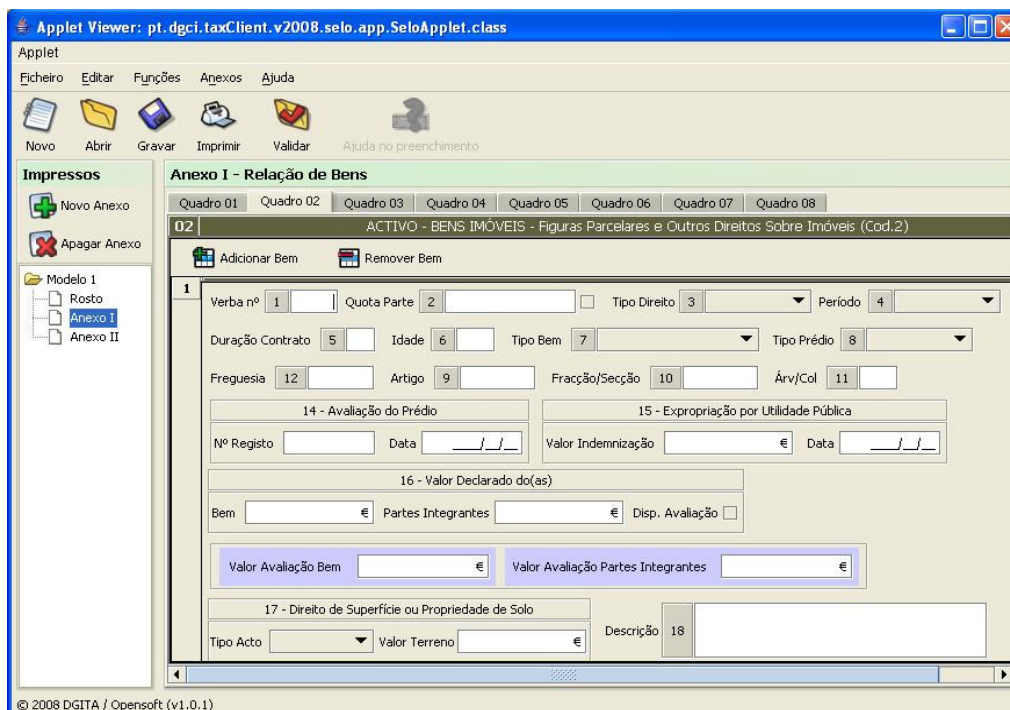 Applet Viewer: pt.dgci.taxClient.v2008.selo.app.SeloApplet.class
Applet
Ficheiro Editar Funções Anexos Ajuda
Novo Abrir Gravar Imprimir Validar Ajuda no preenchimento
Impressos
Novo Anexo
Apagar Anexo
Modelo 1
Rosto
Anexo I
Anexo II
Anexo I - Relação de Bens
Quadro 01 Quadro 02 Quadro 03 Quadro 04 Quadro 05 Quadro 06 Quadro 07 Quadro 08
02 ACTIVO - BENS IMÓVEIS - Figuras Parcelares e Outros Direitos Sobre Imóveis (Cod.2)
Adicionar Bem Remover Bem
1
Verba nº 1 Quota Parte 2 Tipo Direito 3 Período 4
Duração Contrato 5 Idade 6 Tipo Bem 7 Tipo Prédio 8
Freguesia 12 Artigo 9 Fracção/Secção 10 Árv/Col 11
14 - Avaliação do Prédio 15 - Expropriação por Utilidade Pública
Nº Registo Data ____/__/__ Valor Indemnização € Data ____/__/__
16 - Valor Declarado do(as)
Bem € Partes Integrantes € Disp. Avaliação
Valor Avaliação Bem € Valor Avaliação Partes Integrantes €
17 - Direito de Superfície ou Propriedade de Solo
Tipo Acto Valor Terreno € Descrição 18
© 2008 DGITA / Opensoft (v1.0.1)